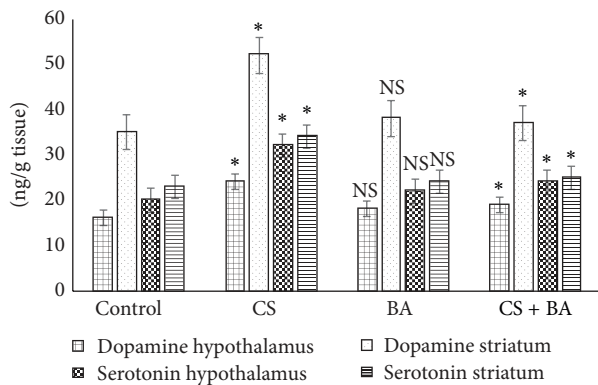 60
50
40
30
20
10
0
(ng/g tissue)
* * * *
NS NS NS NS
* * * *
Control CS BA CS + BA
Dopamine hypothalamus Dopamine striatum
Serotonin hypothalamus Serotonin striatum